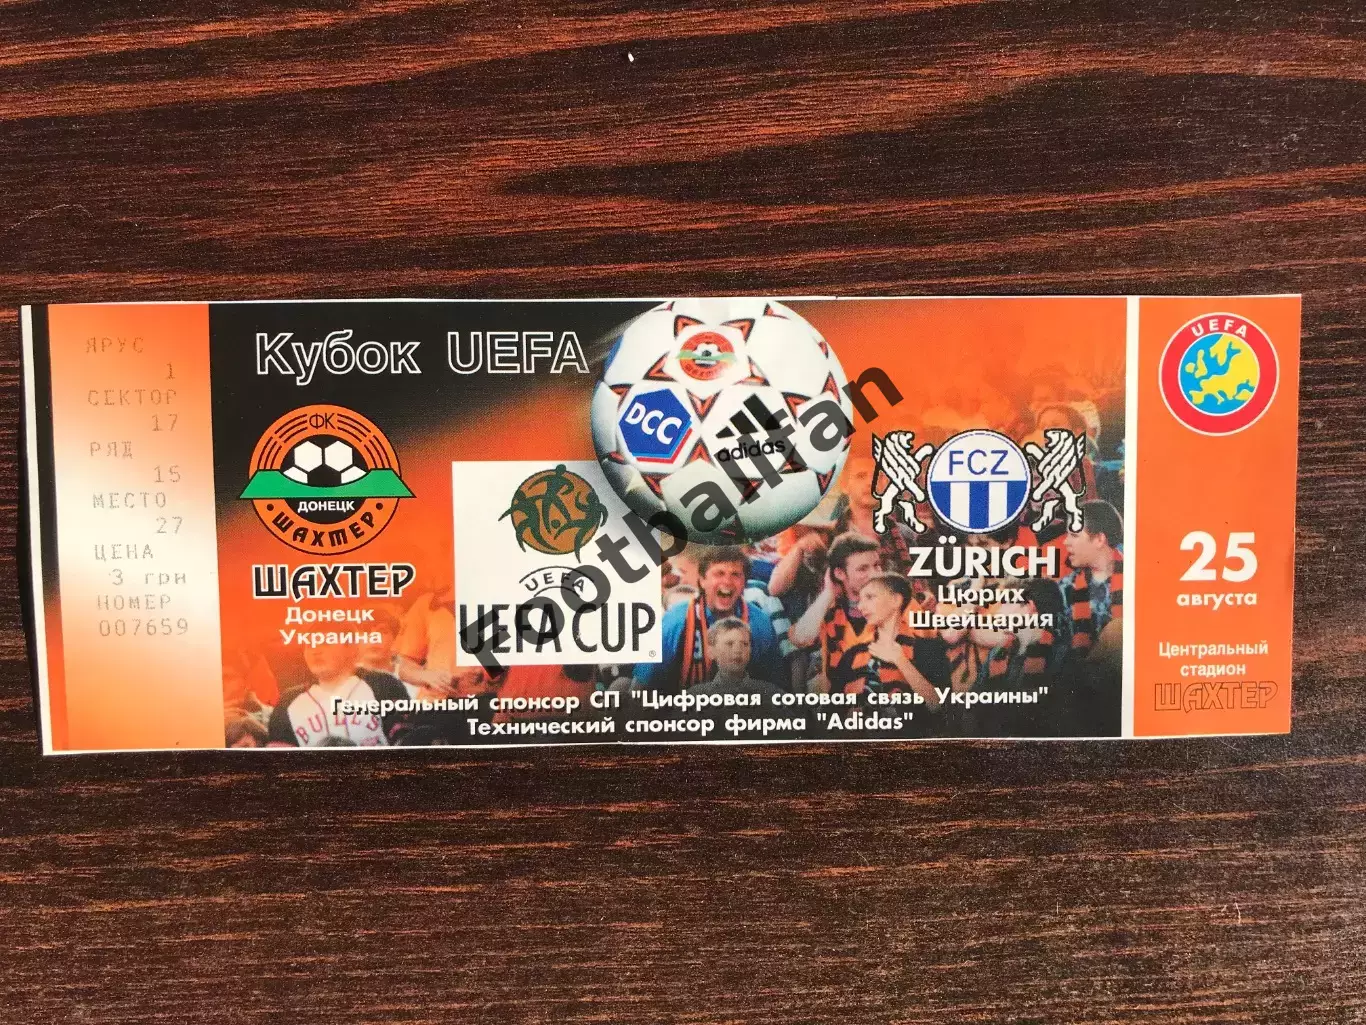 ЯРУС
1
СЕКТОР
17
РЯД
15
МЕСТО
27
ЦЕНА
3 грн
НОМЕР
007659
Кубок UEFA
ФК
ДОНЕЦК
ШАХТЕР
ШАХТЕР
Донецк
Украина
UEFA
UEFA CUP
®
ШАХТЕР
DCC
adidas
FCZ
ZÜRICH
Цюрих
Швейцария
BULLS
Генеральный спонсор СП "Цифровая сотовая связь Украины"
Технический спонсор фирма "Adidas"
UEFA
25
августа
Центральный
стадион
ШАХТЕР
Footballfan